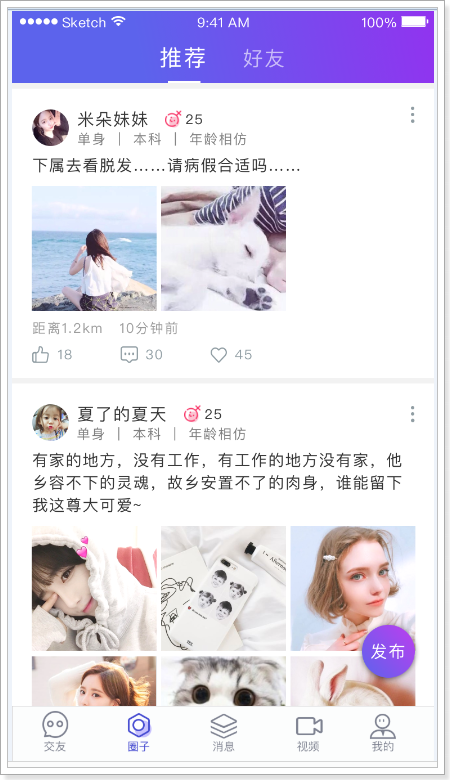 Sketch 9:41 AM 100%
推荐 好友
米朵妹妹 25
单身 | 本科 | 年龄相仿
下属去看脱发……请病假合适吗……
距离1.2km 10分钟前
18 30 45
夏了的夏天 25
单身 | 本科 | 年龄相仿
有家的地方，没有工作，有工作的地方没有家，他
乡容不下的灵魂，故乡安置不了的肉身，谁能留下
我这尊大可爱~
发布
交友 圈子 消息 视频 我的